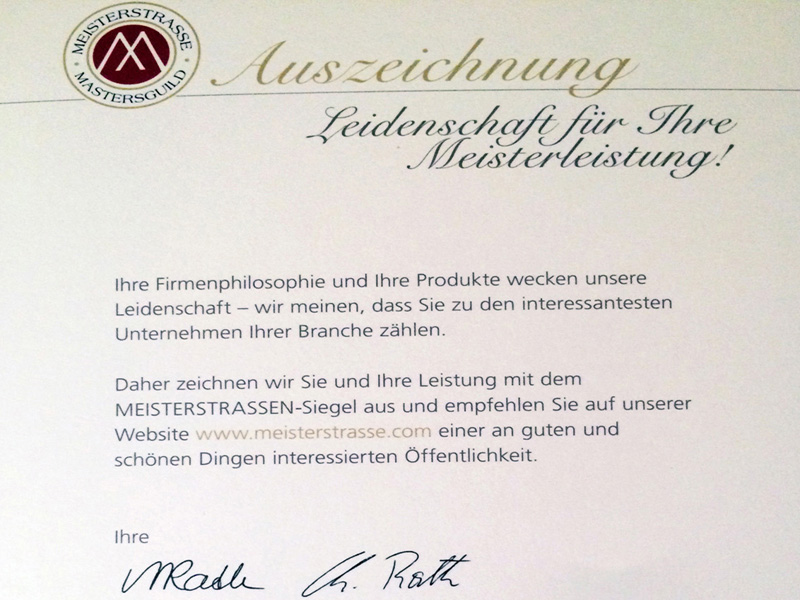 MEISTERSTRASSE
MASTERSGUILD
Auszeichnung
Leidenschaft für Ihre
Meisterleistung!
Ihre Firmenphilosophie und Ihre Produkte wecken unsere
Leidenschaft – wir meinen, dass Sie zu den interessantesten
Unternehmen Ihrer Branche zählen.
Daher zeichnen wir Sie und Ihre Leistung mit dem
MEISTERSTRASSEN-Siegel aus und empfehlen Sie auf unserer
Website www.meisterstrasse.com einer an guten und
schönen Dingen interessierten Öffentlichkeit.
Ihre
Ch. Rath